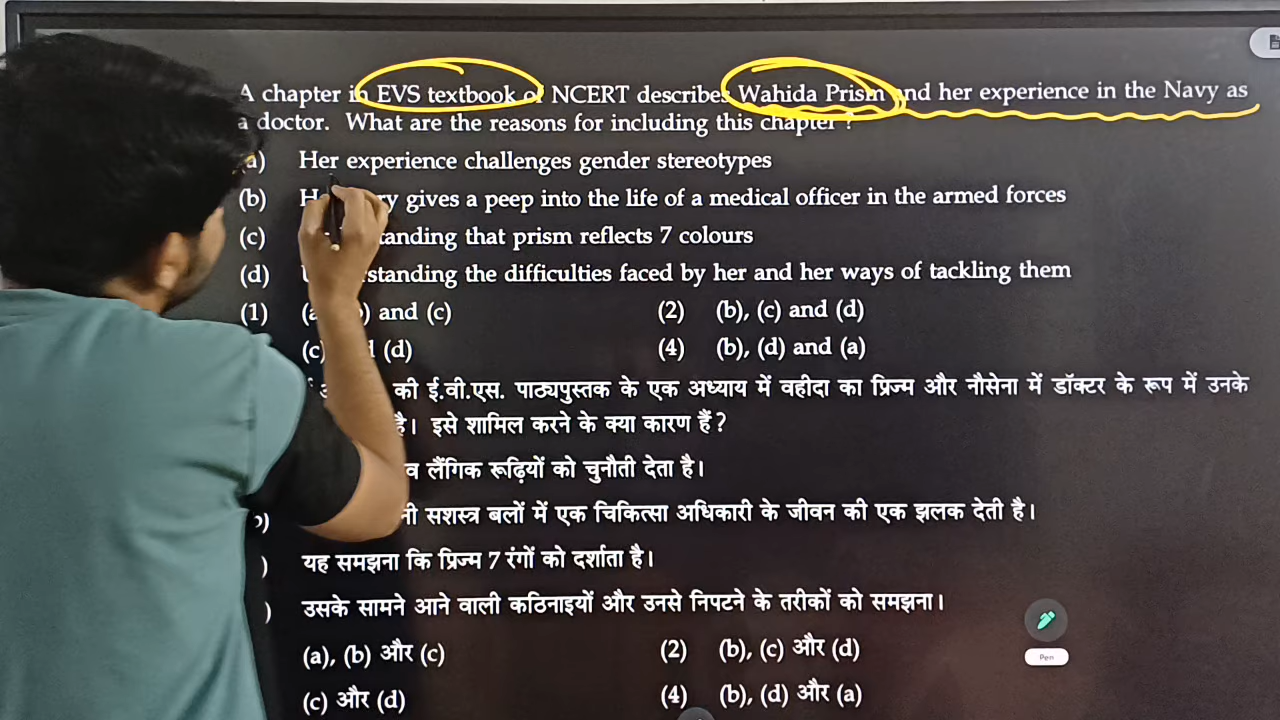 A chapter in EVS textbook of NCERT describes Wahida Prism and her experience in the Navy as
a doctor. What are the reasons for including this chapter ?
(a) Her experience challenges gender stereotypes
(b) gives a peep into the life of a medical officer in the armed forces
(c) that prism reflects 7 colours
(d) the difficulties faced by her and her ways of tackling them
(1) and (c) (2) (b), (c) and (d)
(d) (4) (b), (d) and (a)
की ई.वी.एस. पाठ्यपुस्तक के एक अध्याय में वहीदा का प्रिज्म और नौसेना में डॉक्टर के रूप में उनके
है। इसे शामिल करने के क्या कारण हैं?
लैंगिक रूढ़ियों को चुनौती देता है।
सशस्त्र बलों में एक चिकित्सा अधिकारी के जीवन की एक झलक देती है।
यह समझना कि प्रिज्म 7 रंगों को दर्शाता है।
उसके सामने आने वाली कठिनाइयों और उनसे निपटने के तरीकों को समझना।
(a), (b) और (c) (2) (b), (c) और (d)
(c) और (d) (4) (b), (d) और (a)
Pen